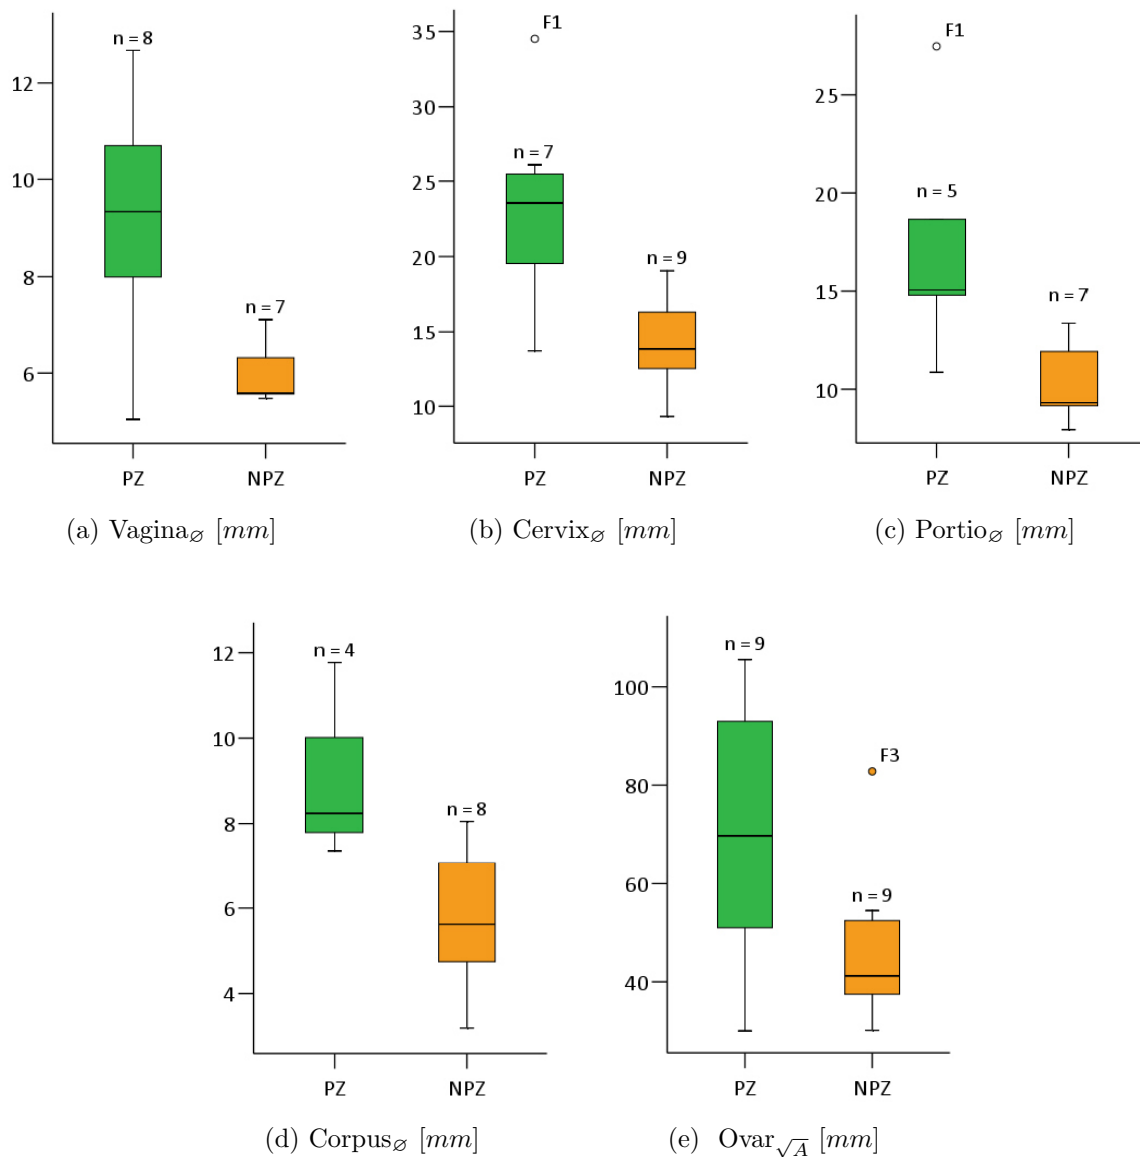 n = 8
12
10
8
6
n = 7
PZ
NPZ
(a) Vagina⌀ [mm]
F1
35
30
25
20
15
10
n = 7
n = 9
PZ
NPZ
(b) Cervix⌀ [mm]
F1
25
20
15
10
n = 5
n = 7
PZ
NPZ
(c) Portio⌀ [mm]
12
10
8
6
4
n = 4
n = 8
PZ
NPZ
(d) Corpus⌀ [mm]
n = 9
100
80
60
40
F3
n = 9
PZ
NPZ
(e) Ovar√A [mm]